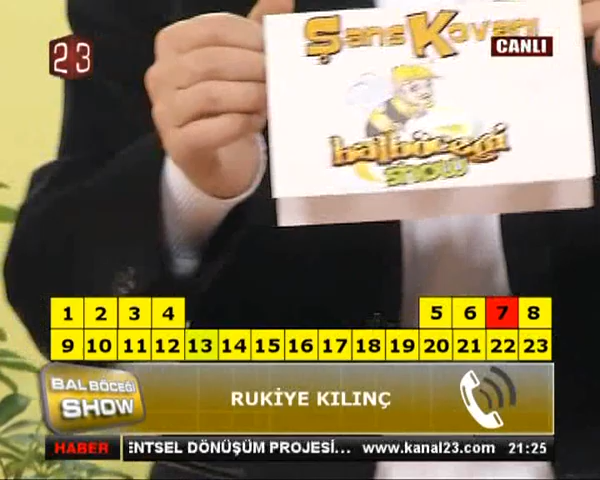 23
Şans Kovanı
CANLI
balböceği
show
1 2 3 4 5 6 7 8
9 10 11 12 13 14 15 16 17 18 19 20 21 22 23
BAL BÖCEĞİ
SHOW
RUKİYE KILINÇ
HABER ENTSEL DÖNÜŞÜM PROJESİ... www.kanal23.com 21:25